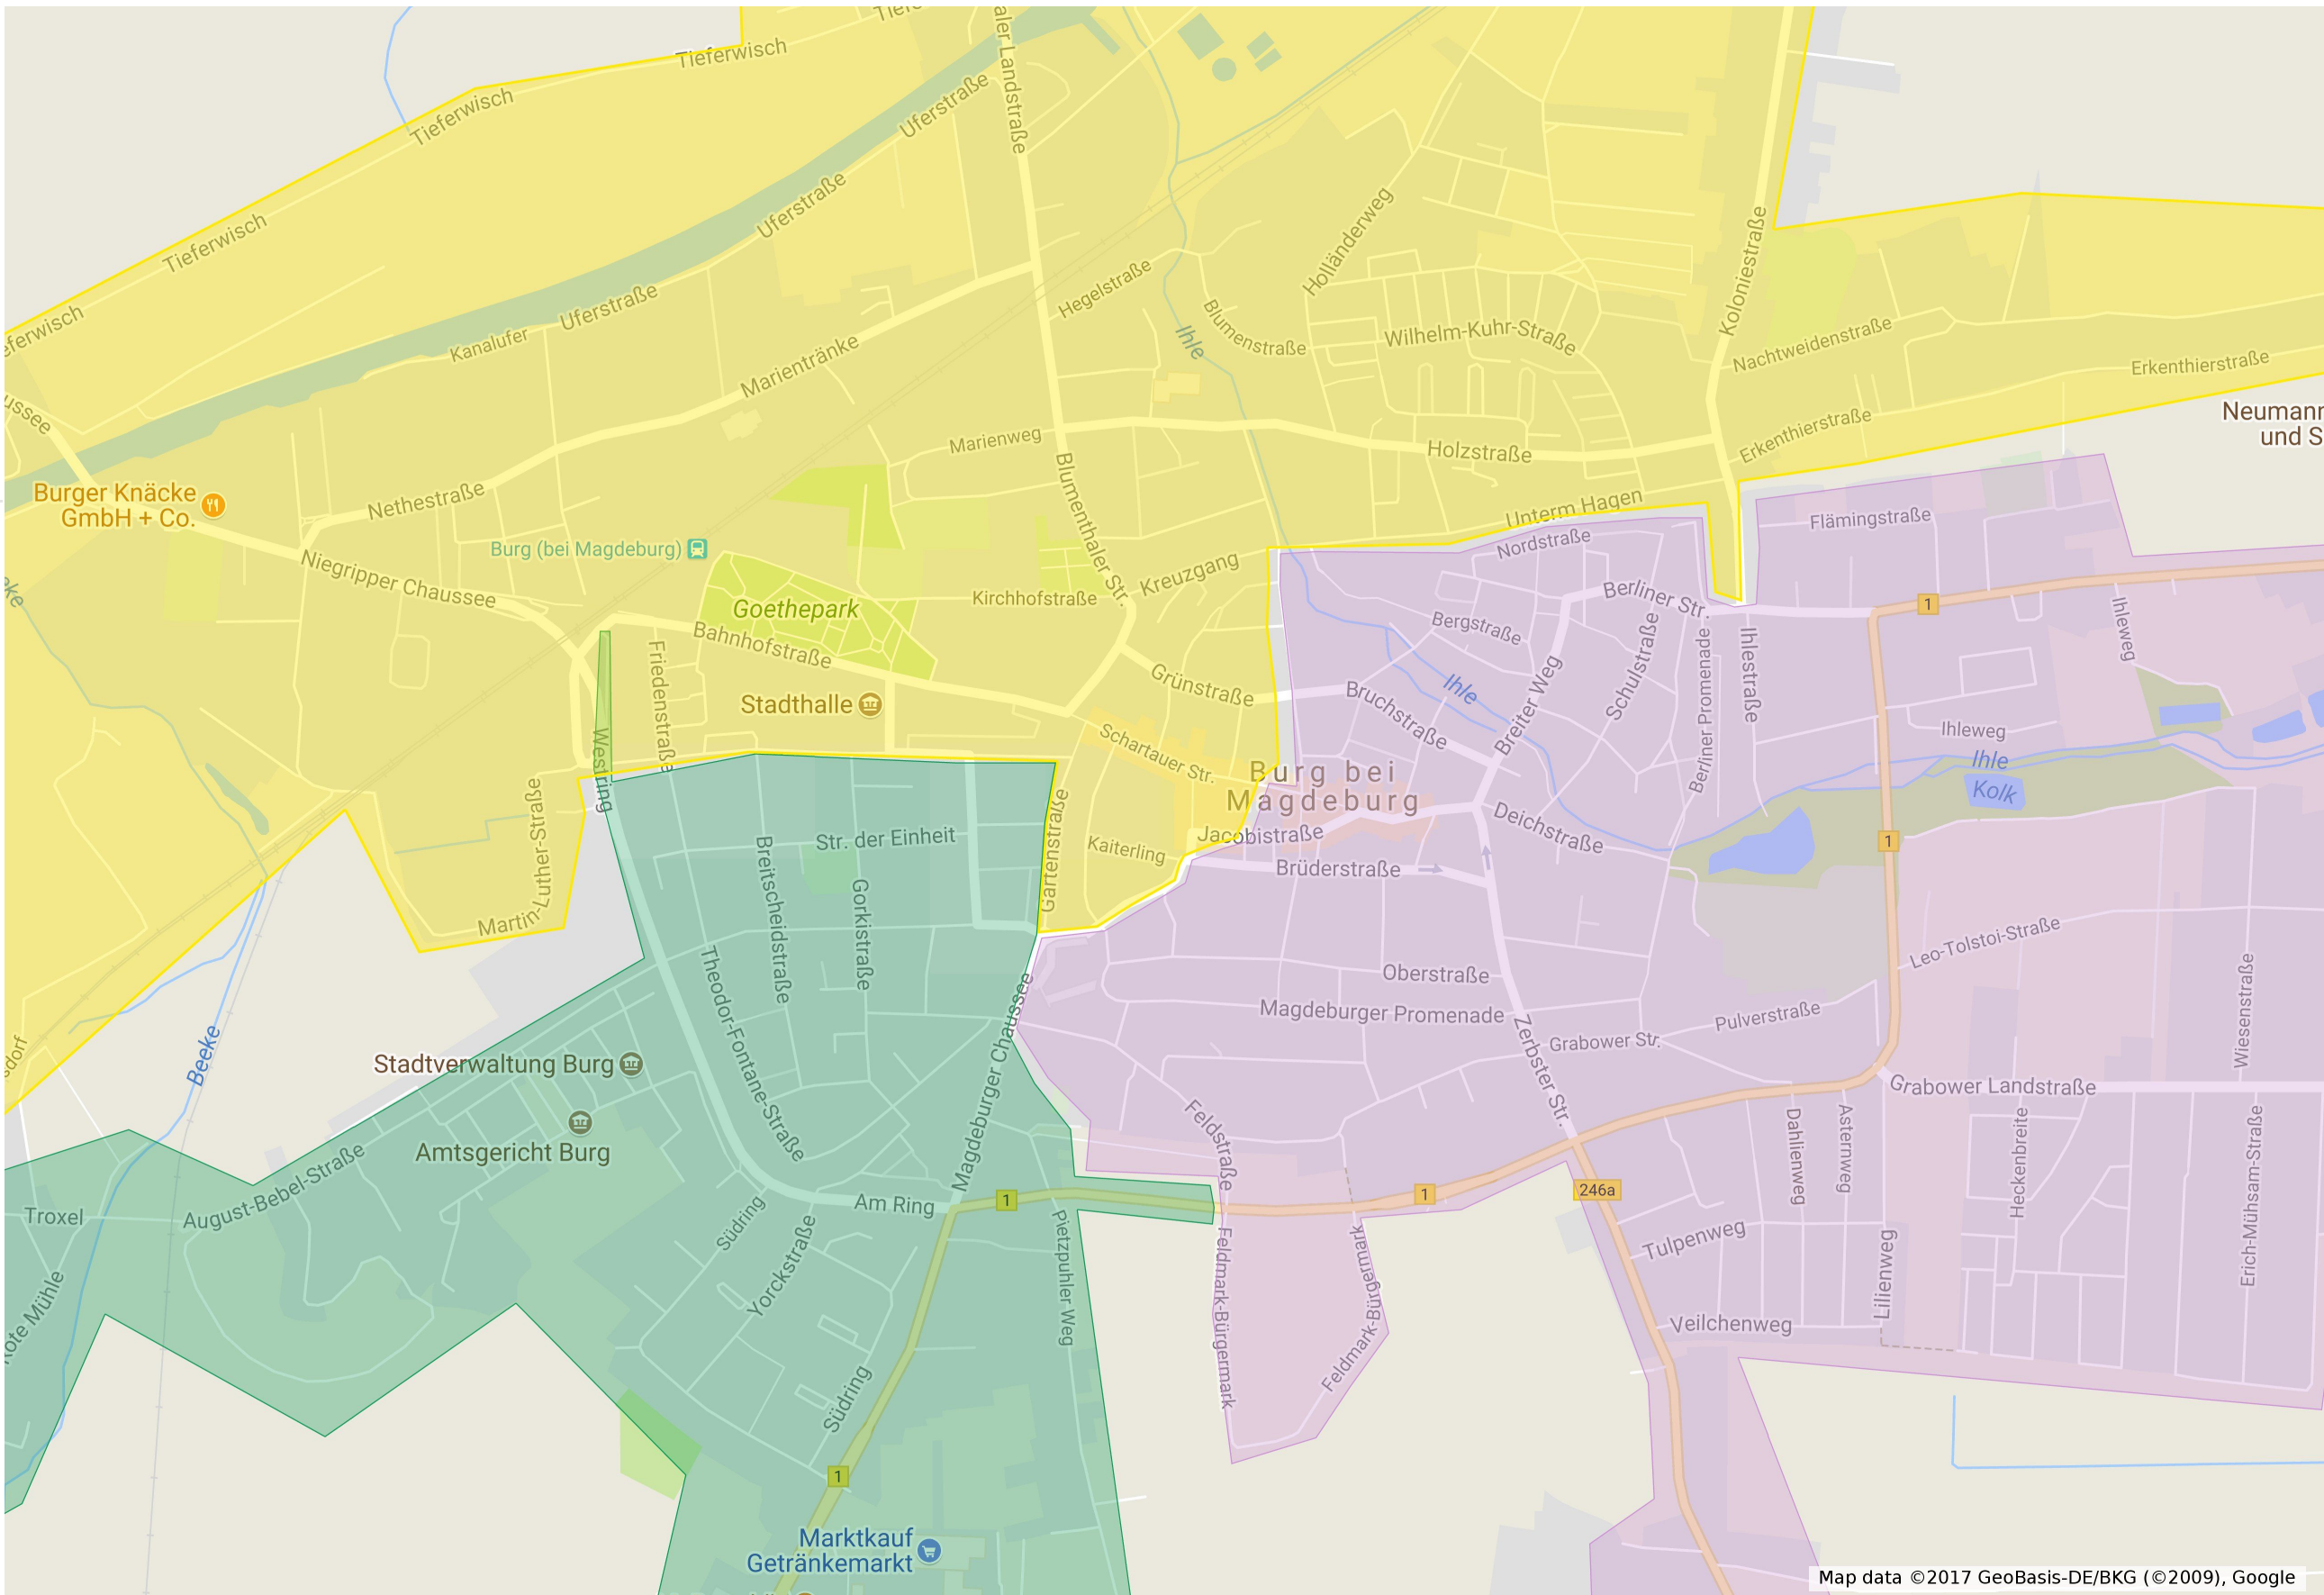 Tieferwisch
Tieferwisch
Tieferwisch
aler Landstraße
Uferstraße
Uferstraße
Uferstraße
Kanalufer
Marientränke
Hegelstraße
Ihle
Holländerweg
Blumenstraße
Wilhelm-Kuhr-Straße
Koloniestraße
Nachtweidenstraße
Erkenthierstraße
Erkenthierstraße
Neumann
und S
Marienweg
Holzstraße
Blumenthaler Str.
Unterm Hagen
Burger Knäcke
GmbH + Co.
Nethestraße
Niegripper Chaussee
Burg (bei Magdeburg)
Goethepark
Kirchhofstraße
Kreuzgang
Nordstraße
Flämingstraße
Berliner Str.
1
Bahnhofstraße
Friedenstraße
Stadthalle
Grünstraße
Bergstraße
Bruchstraße
Ihle
Breiter Weg
Schulstraße
Berliner Promenade
Ihlestraße
Ihleweg
Ihleweg
Ihle
Kolk
Westring
Schartauer Str.
Burg bei
Magdeburg
Jacobistraße
Deichstraße
Brüderstraße
1
Martin-Luther-Straße
Breitscheidstraße
Str. der Einheit
Gorkistraße
Gartenstraße
Kaiterling
Theodor-Fontane-Straße
Oberstraße
Magdeburger Promenade
Zerbster Str.
Grabower Str.
Pulverstraße
Leo-Tolstoi-Straße
Wiesenstraße
Grabower Landstraße
Beeke
sdorf
Stadtverwaltung Burg
Amtsgericht Burg
Magdeburger Chaussee
Feldstraße
Dahlienweg
Asternweg
Heckenbreite
Erich-Mühsam-Straße
August-Bebel-Straße
Troxel
Rote Mühle
Am Ring
1
1
246a
Südring
Yorckstraße
Pietzpuhler Weg
Feldmark-Bürgermark
Feldmark-Bürgermark
Tulpenweg
Lilienweg
Veilchenweg
Südring
1
Marktkauf
Getränkemarkt
Map data ©2017 GeoBasis-DE/BKG (©2009), Google